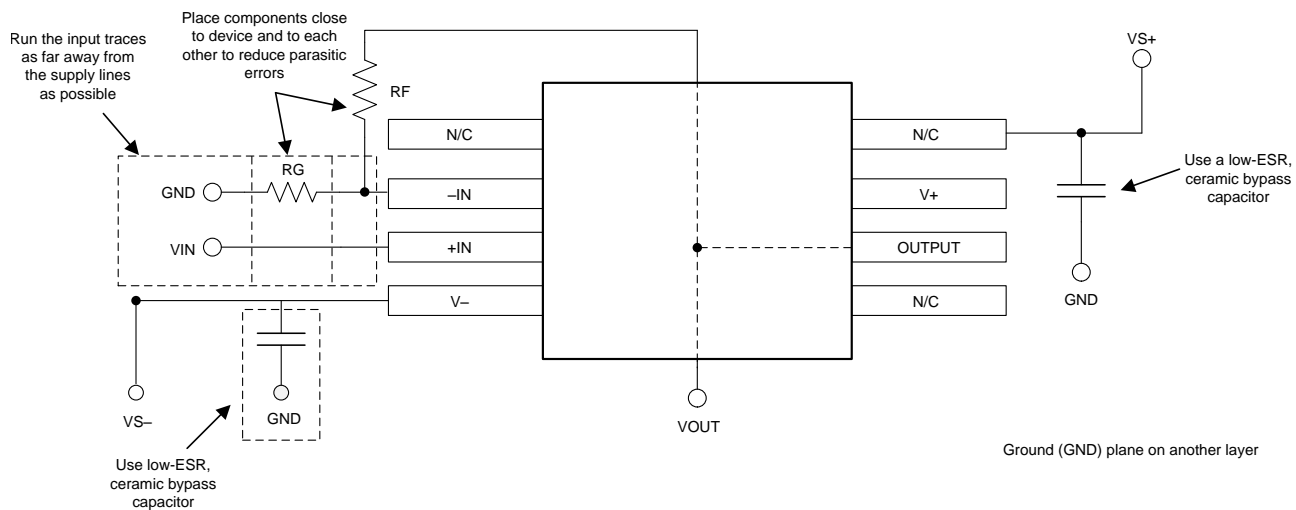 Place components close
to device and to each
other to reduce parasitic
errors
Run the input traces
as far away from
the supply lines
as possible
VS+
RF
N/C
N/C
RG
Use a low-ESR,
ceramic bypass
capacitor
GND
–IN
V+
VIN
+IN
OUTPUT
GND
V–
N/C
VS–
GND
VOUT
Use low-ESR,
ceramic bypass
capacitor
Ground (GND) plane on another layer